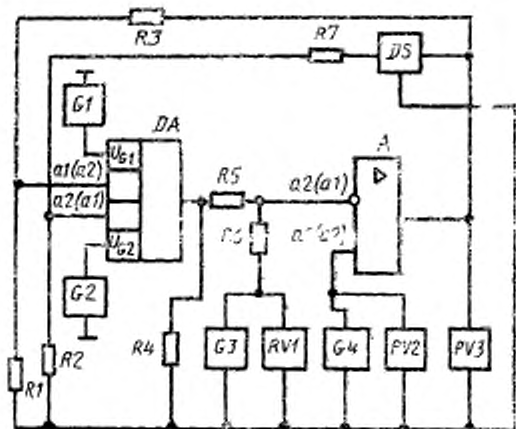 R3
R7
DS
G1
DA
A
UG1
a1(a2)
R5
a2(a1)
a2(a1)
UG2
G2
R4
G3
RV1
G4
PV2
PV3
R2
R1